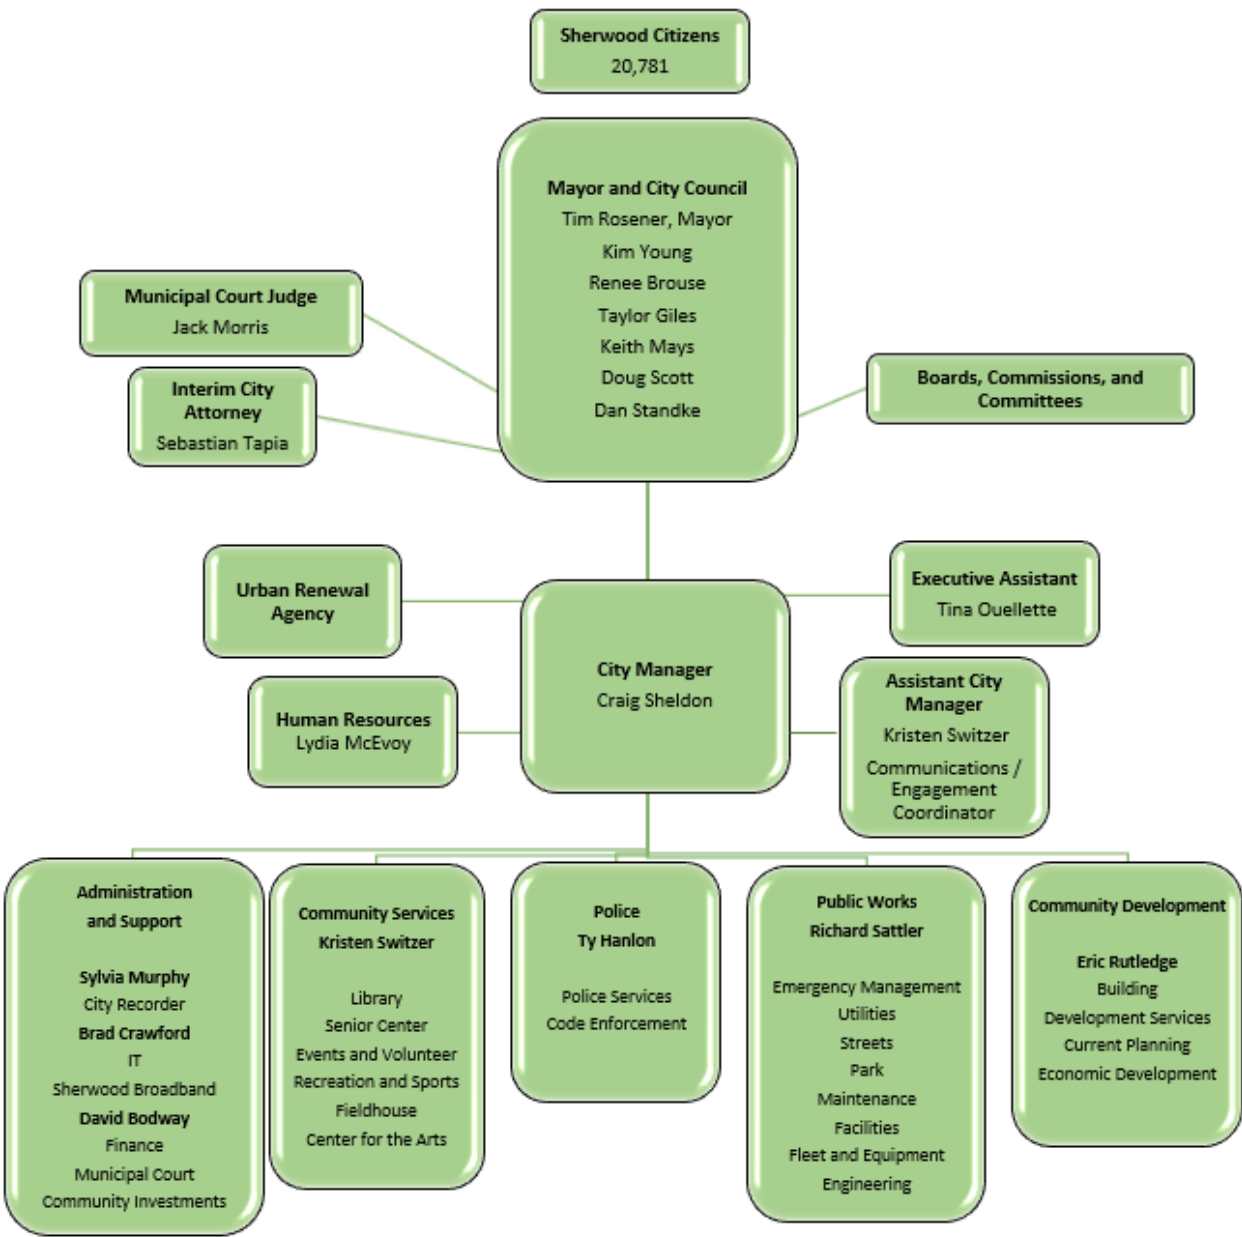 Sherwood Citizens
20,781
Mayor and City Council
Tim Rosener, Mayor
Kim Young
Renee Brouse
Taylor Giles
Keith Mays
Doug Scott
Dan Standke
Municipal Court Judge
Jack Morris
Interim City
Attorney
Sebastian Tapia
Boards, Commissions, and
Committees
Urban Renewal
Agency
Executive Assistant
Tina Ouellette
City Manager
Craig Sheldon
Human Resources
Lydia McEvoy
Assistant City
Manager
Kristen Switzer
Communications /
Engagement
Coordinator
Administration
and Support
Sylvia Murphy
City Recorder
Brad Crawford
IT
Sherwood Broadband
David Bodway
Finance
Municipal Court
Community Investments
Community Services
Kristen Switzer
Library
Senior Center
Events and Volunteer
Recreation and Sports
Fieldhouse
Center for the Arts
Police
Ty Hanlon
Police Services
Code Enforcement
Public Works
Richard Sattler
Emergency Management
Utilities
Streets
Park
Maintenance
Facilities
Fleet and Equipment
Engineering
Community Development
Eric Rutledge
Building
Development Services
Current Planning
Economic Development